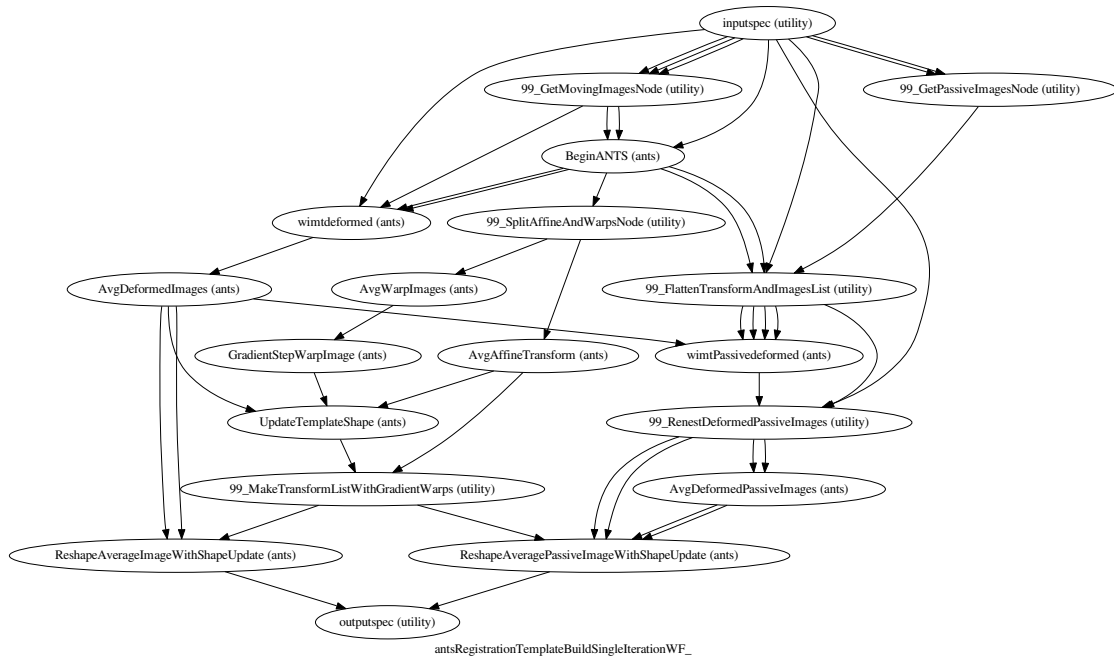 inputspec (utility)
99_GetMovingImagesNode (utility)
99_GetPassiveImagesNode (utility)
BeginANTS (ants)
wimtdeformed (ants)
99_SplitAffineAndWarpsNode (utility)
AvgDeformedImages (ants)
AvgWarpImages (ants)
99_FlattenTransformAndImagesList (utility)
GradientStepWarpImage (ants)
AvgAffineTransform (ants)
wimtPassivedeformed (ants)
UpdateTemplateShape (ants)
99_RenestDeformedPassiveImages (utility)
99_MakeTransformListWithGradientWarps (utility)
AvgDeformedPassiveImages (ants)
ReshapeAverageImageWithShapeUpdate (ants)
ReshapeAveragePassiveImageWithShapeUpdate (ants)
outputspec (utility)
antsRegistrationTemplateBuildSingleIterationWF_